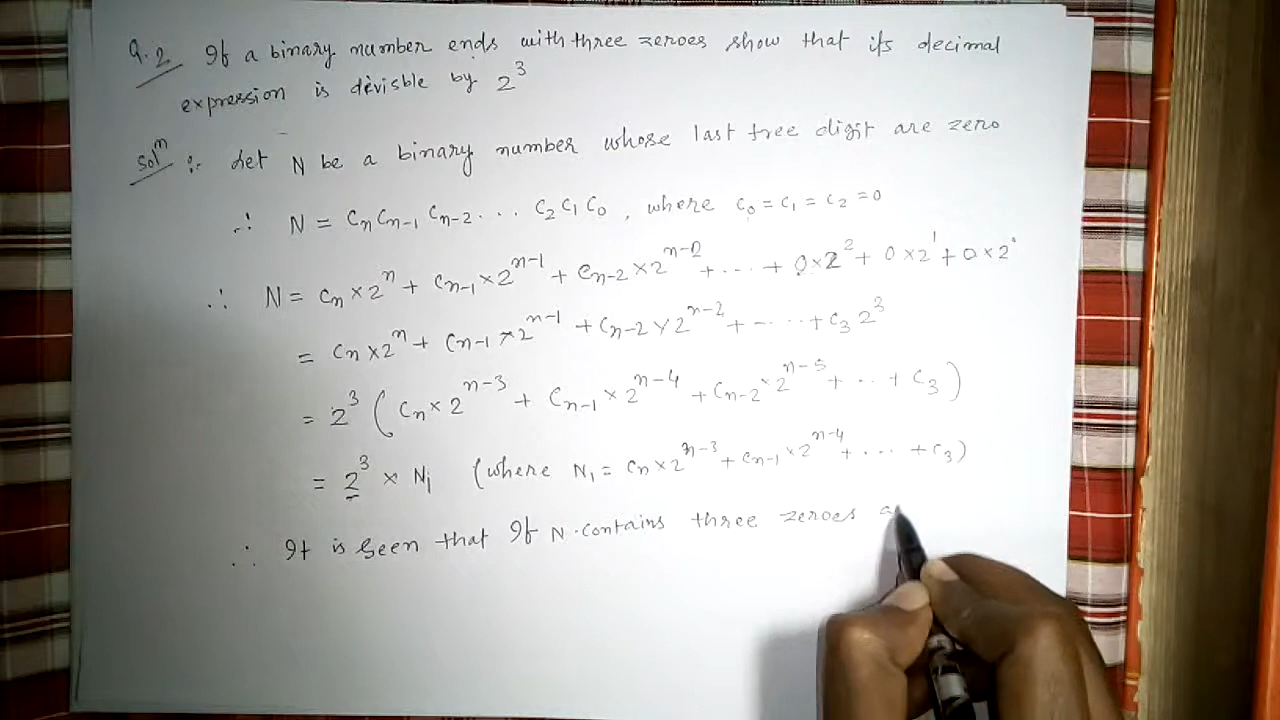 Q.2 If a binary number ends with three zeroes show that its decimal
expression is divisble by 2³
Solⁿ :- Let N be a binary number whose last tree digit are zero
∴ N = CₙCₙ₋₁Cₙ₋₂... C₂C₁C₀, where C₀ = C₁ = C₂ = 0
∴ N = Cₙ×2ⁿ + Cₙ₋₁×2ⁿ⁻¹ + Cₙ₋₂×2ⁿ⁻² + ... + 0×2² + 0×2¹ + 0×2⁰
= Cₙ×2ⁿ + Cₙ₋₁×2ⁿ⁻¹ + Cₙ₋₂×2ⁿ⁻² + ... + C₃2³
= 2³(Cₙ×2ⁿ⁻³ + Cₙ₋₁×2ⁿ⁻⁴ + Cₙ₋₂×2ⁿ⁻⁵ + .. + C₃)
= 2³ × N₁ (where N₁ = Cₙ×2ⁿ⁻³ + Cₙ₋₁×2ⁿ⁻⁴ + ... + C₃)
∴ It is seen that If N contains three zeroes a